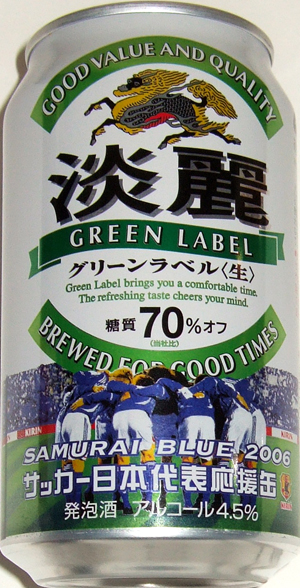 GOOD VALUE AND QUALITY
淡麗
GREEN LABEL
グリーンラベル〈生〉
Green Label brings you a comfortable time.
The refreshing taste cheers your mind.
糖質70%オフ
(当社比)
BREWED FOR GOOD TIMES
KIRIN
KIRIN
SAMURAI BLUE 2006
サッカー日本代表応援缶
発泡酒 アルコール4.5%